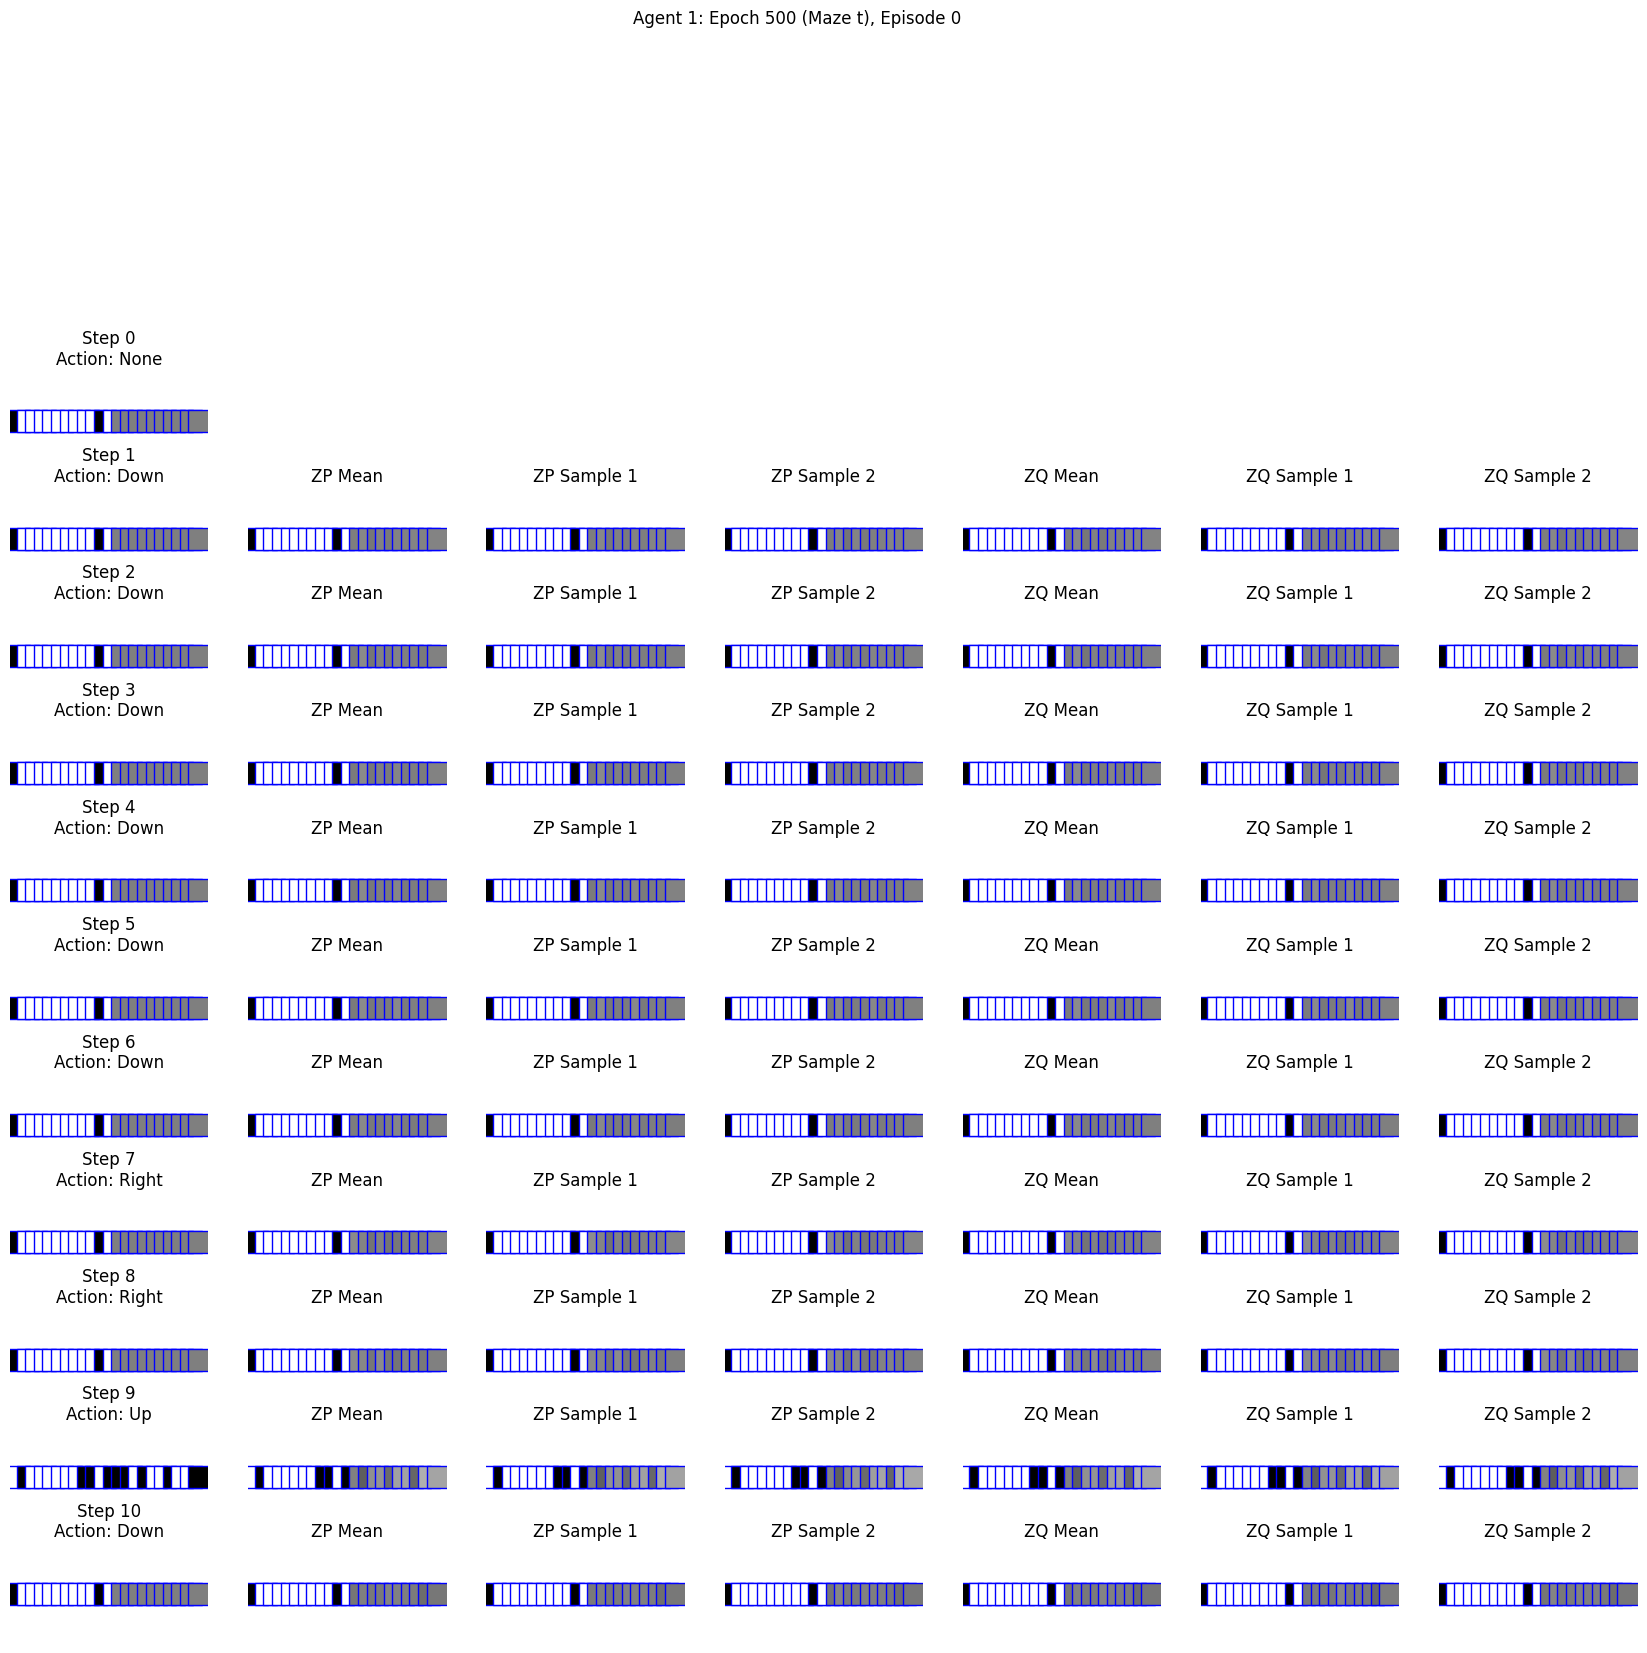 Agent 1: Epoch 500 (Maze t), Episode 0
Step 0
Action: None
Step 1
Action: Down
ZP Mean
ZP Sample 1
ZP Sample 2
ZQ Mean
ZQ Sample 1
ZQ Sample 2
Step 2
Action: Down
ZP Mean
ZP Sample 1
ZP Sample 2
ZQ Mean
ZQ Sample 1
ZQ Sample 2
Step 3
Action: Down
ZP Mean
ZP Sample 1
ZP Sample 2
ZQ Mean
ZQ Sample 1
ZQ Sample 2
Step 4
Action: Down
ZP Mean
ZP Sample 1
ZP Sample 2
ZQ Mean
ZQ Sample 1
ZQ Sample 2
Step 5
Action: Down
ZP Mean
ZP Sample 1
ZP Sample 2
ZQ Mean
ZQ Sample 1
ZQ Sample 2
Step 6
Action: Down
ZP Mean
ZP Sample 1
ZP Sample 2
ZQ Mean
ZQ Sample 1
ZQ Sample 2
Step 7
Action: Right
ZP Mean
ZP Sample 1
ZP Sample 2
ZQ Mean
ZQ Sample 1
ZQ Sample 2
Step 8
Action: Right
ZP Mean
ZP Sample 1
ZP Sample 2
ZQ Mean
ZQ Sample 1
ZQ Sample 2
Step 9
Action: Up
ZP Mean
ZP Sample 1
ZP Sample 2
ZQ Mean
ZQ Sample 1
ZQ Sample 2
Step 10
Action: Down
ZP Mean
ZP Sample 1
ZP Sample 2
ZQ Mean
ZQ Sample 1
ZQ Sample 2